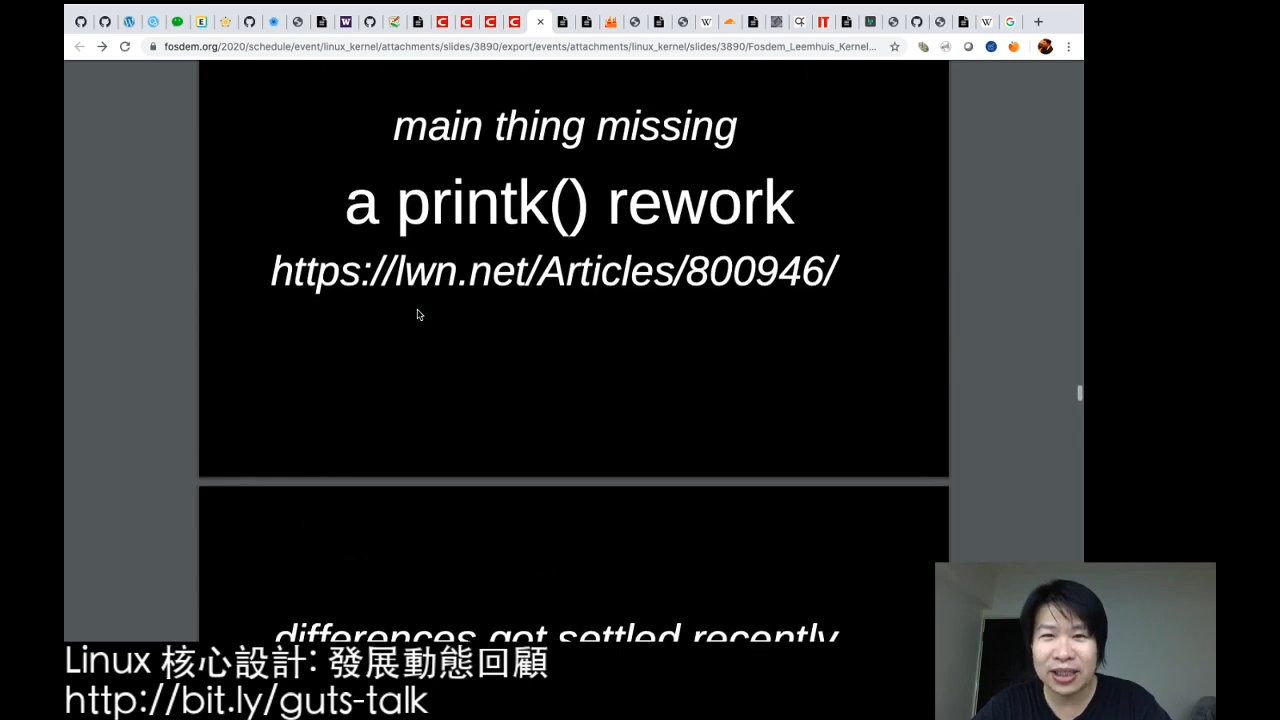 fosdem.org/2020/schedule/event/linux_kernel/attachments/slides/3890/export/events/attachments/linux_kernel/slides/3890/Fosdem_Leemhuis_Kernel...
main thing missing
a printk() rework
https://lwn.net/Articles/800946/
differences got settled recently
Linux 核心設計: 發展動態回顧
http://bit.ly/guts-talk